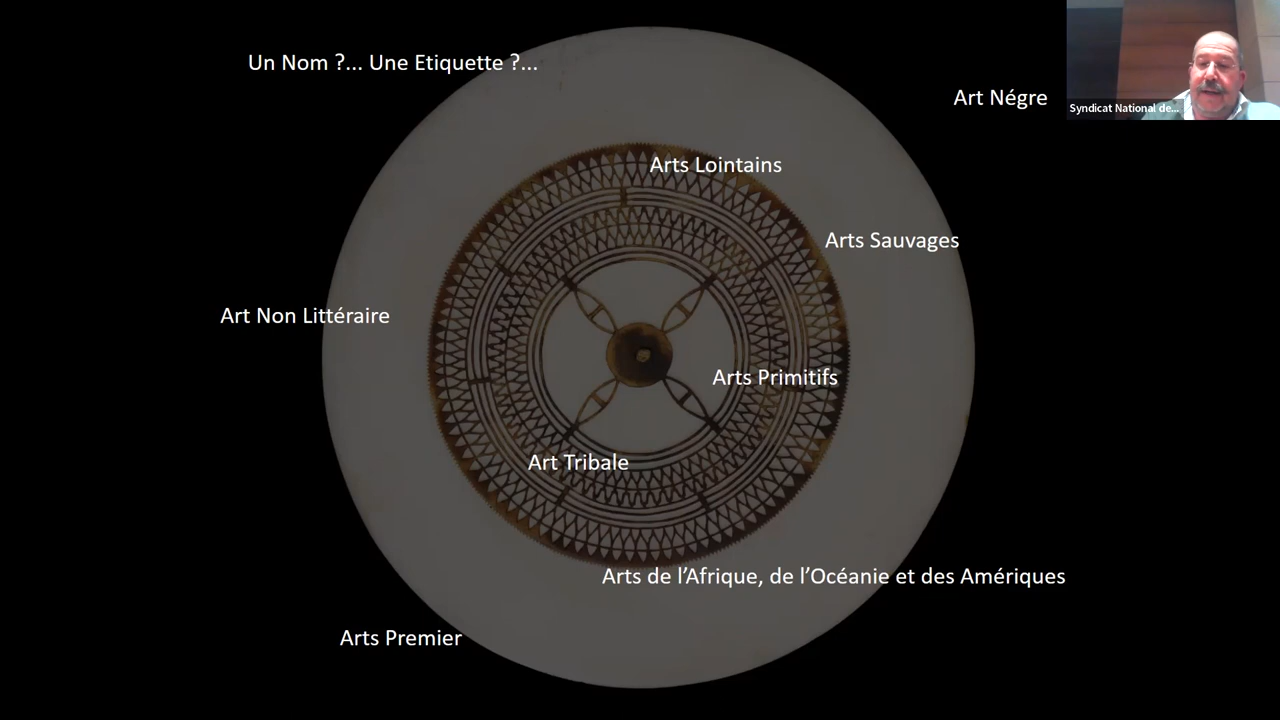 Un Nom ?... Une Etiquette ?...
Art Négre
Syndicat National de...
Arts Lointains
Arts Sauvages
Art Non Littéraire
Arts Primitifs
Art Tribale
Arts de l’Afrique, de l’Océanie et des Amériques
Arts Premier